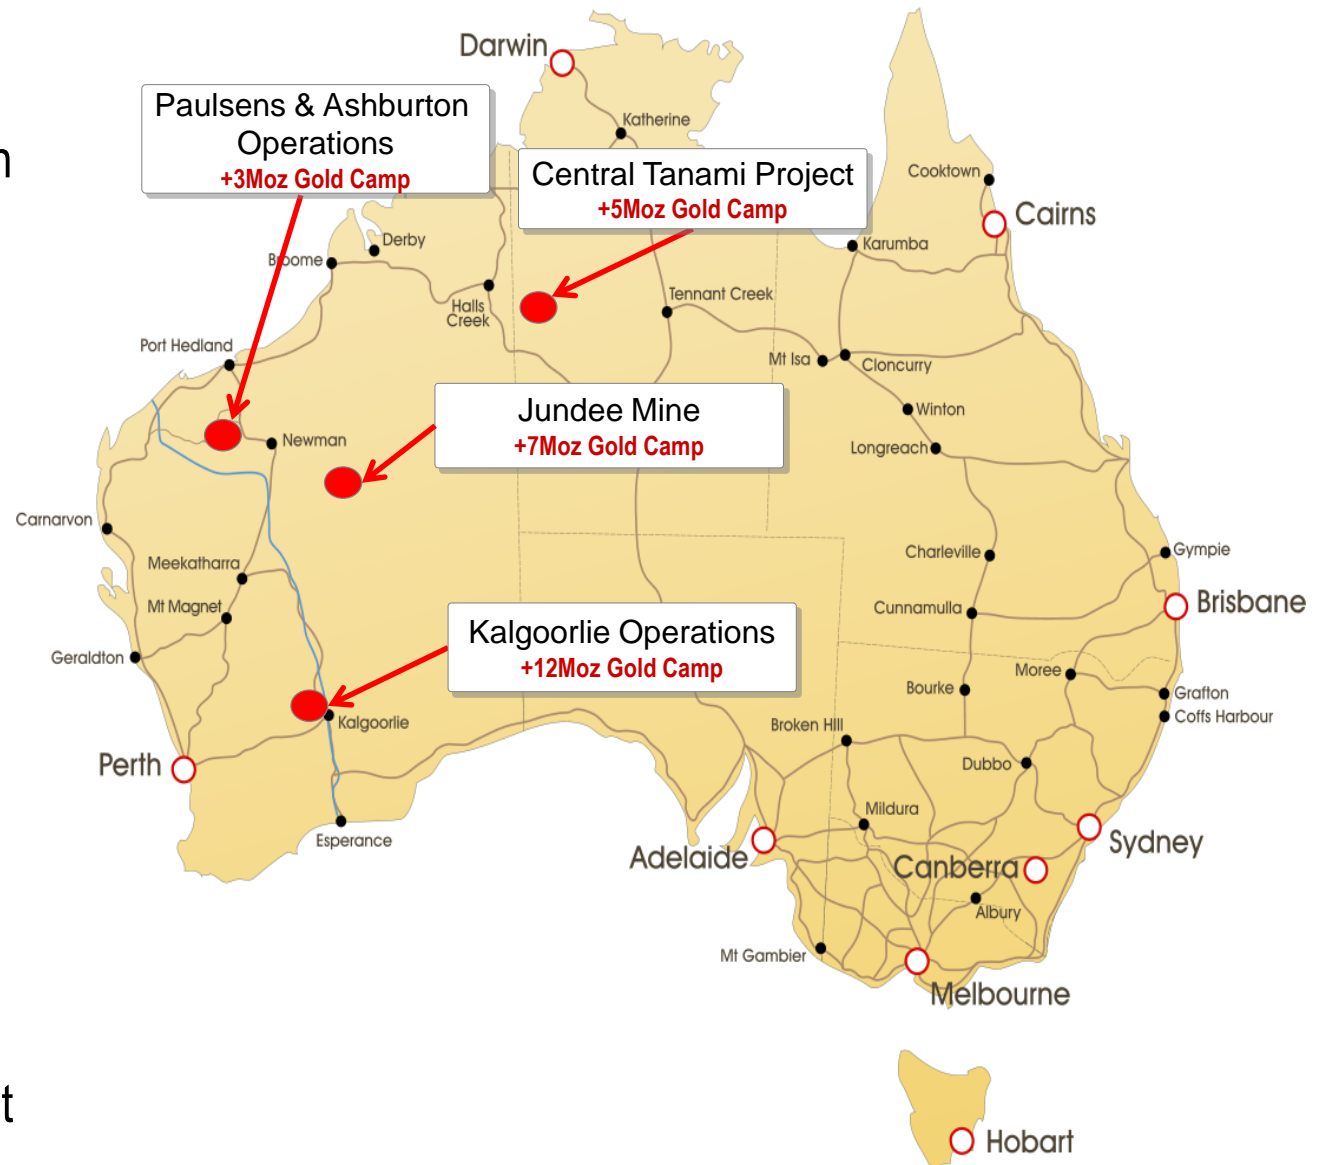 Darwin
Paulsens & Ashburton
Operations
+3Moz Gold Camp
Katherine
Central Tanami Project
+5Moz Gold Camp
Cooktown
Cairns
Derby
Broome
Karumba
Halls
Creek
Tennant Creek
Port Hedland
Mt Isa
Cloncurry
Jundee Mine
+7Moz Gold Camp
Winton
Newman
Longreach
Carnarvon
Charleville
Gympie
Meekatharra
Mt Magnet
Cunnamulla
Brisbane
Kalgoorlie Operations
+12Moz Gold Camp
Geraldton
Moree
Bourke
Grafton
Coffs Harbour
Kalgoorlie
Broken Hill
Perth
Dubbo
Mildura
Esperance
Sydney
Adelaide
Canberra
Albury
Mt Gambier
Melbourne
Hobart